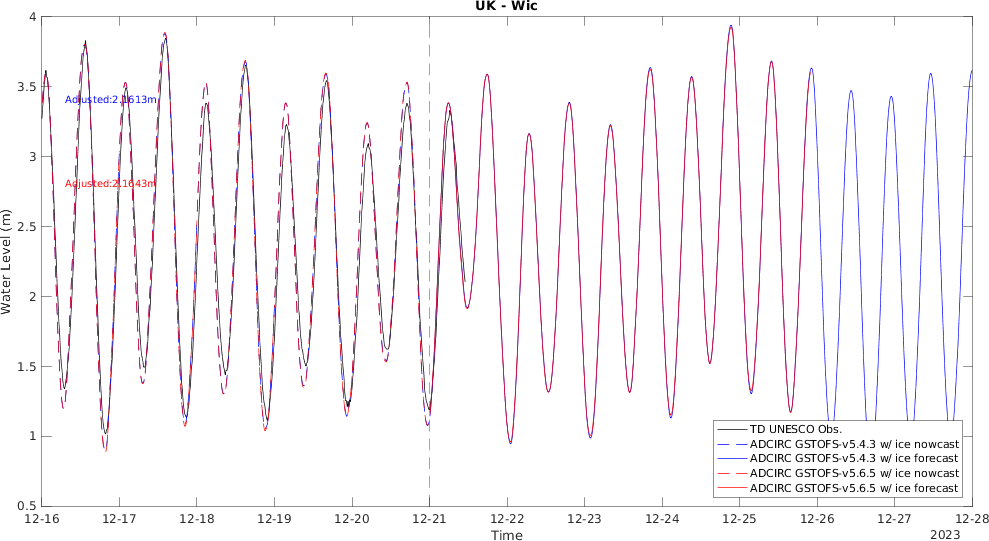 UK - Wic
4
3.5
3
2.5
2
1.5
1
0.5
Water Level (m)
Adjusted:2.1613m
Adjusted:2.1643m
TD UNESCO Obs.
ADCIRC GSTOFS-v5.4.3 w/ ice nowcast
ADCIRC GSTOFS-v5.4.3 w/ ice forecast
ADCIRC GSTOFS-v5.6.5 w/ ice nowcast
ADCIRC GSTOFS-v5.6.5 w/ ice forecast
12-16 12-17 12-18 12-19 12-20 12-21 12-22 12-23 12-24 12-25 12-26 12-27 12-28
Time
2023